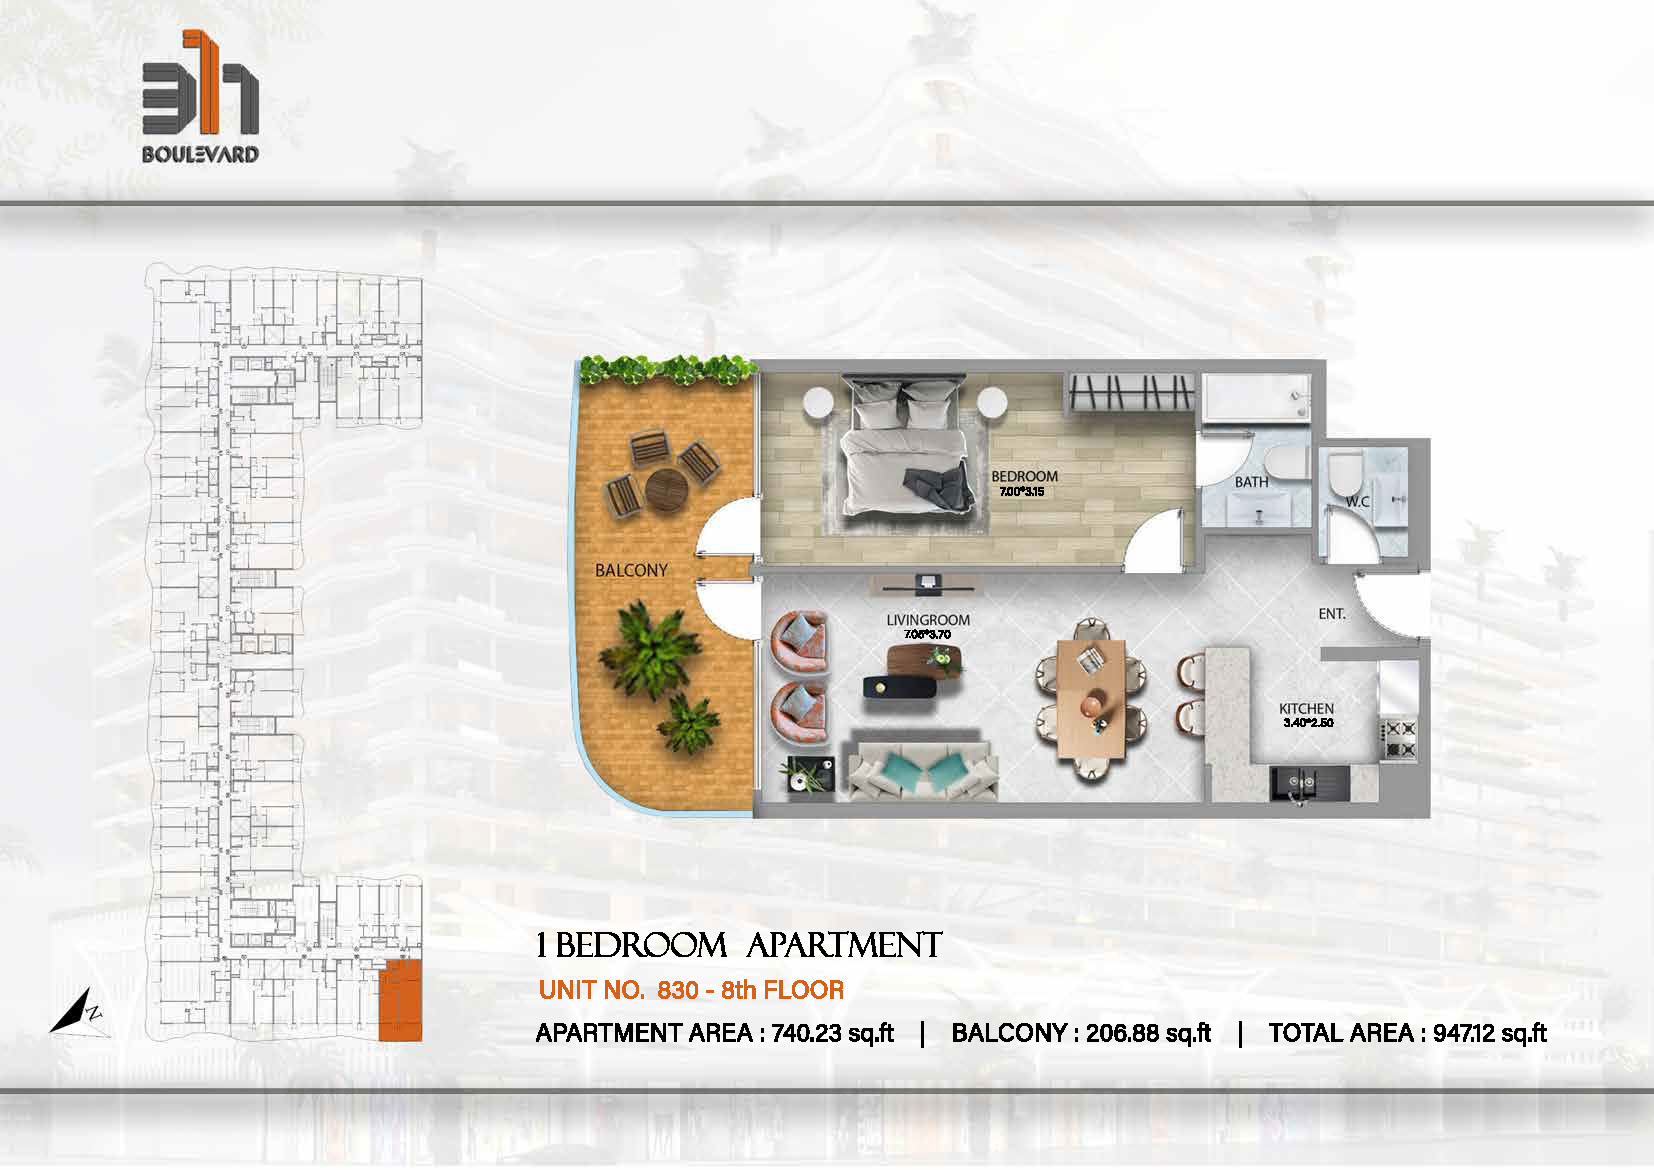 311
BOULEVARD
BEDROOM
7.00*3.15
BATH
W.C
BALCONY
LIVINGROOM
7.05*3.70
ENT.
KITCHEN
3.40*2.50
N
1 BEDROOM APARTMENT
UNIT NO. 830 - 8th FLOOR
APARTMENT AREA : 740.23 sq.ft | BALCONY : 206.88 sq.ft | TOTAL AREA : 947.12 sq.ft